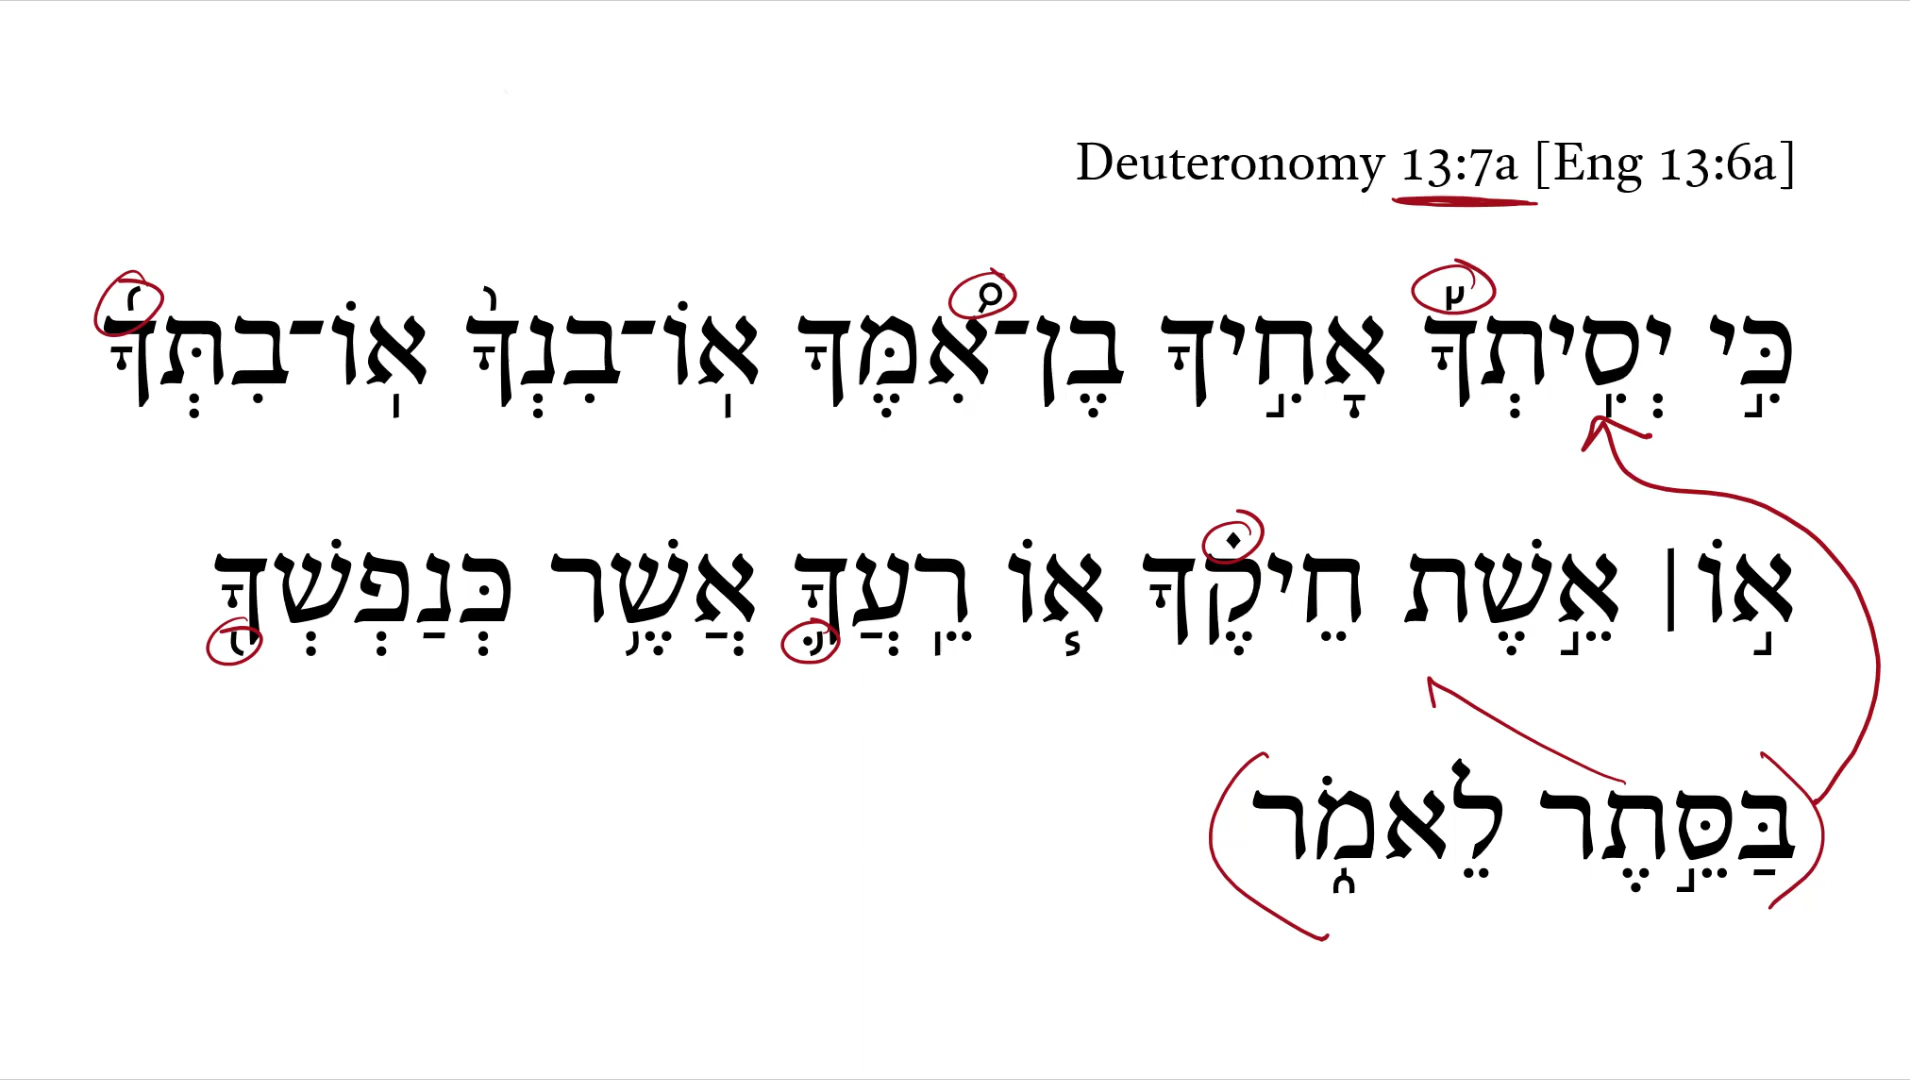 Deuteronomy 13:7a [Eng 13:6a]
כִּ֣י יְסִֽיתְךָ֡ אָחִ֣יךָ בֶן־אִ֠מֶּךָ אֽוֹ־בִנְךָ֨ אֽוֹ־בִתְּךָ֜
א֣וֹ׀ אֵ֣שֶׁת חֵיקֶ֗ךָ א֧וֹ רֵֽעֲךָ֛ אֲשֶׁ֥ר כְּנַפְשְׁךָ֖
בַּסֵּ֣תֶר לֵאמֹ֑ר